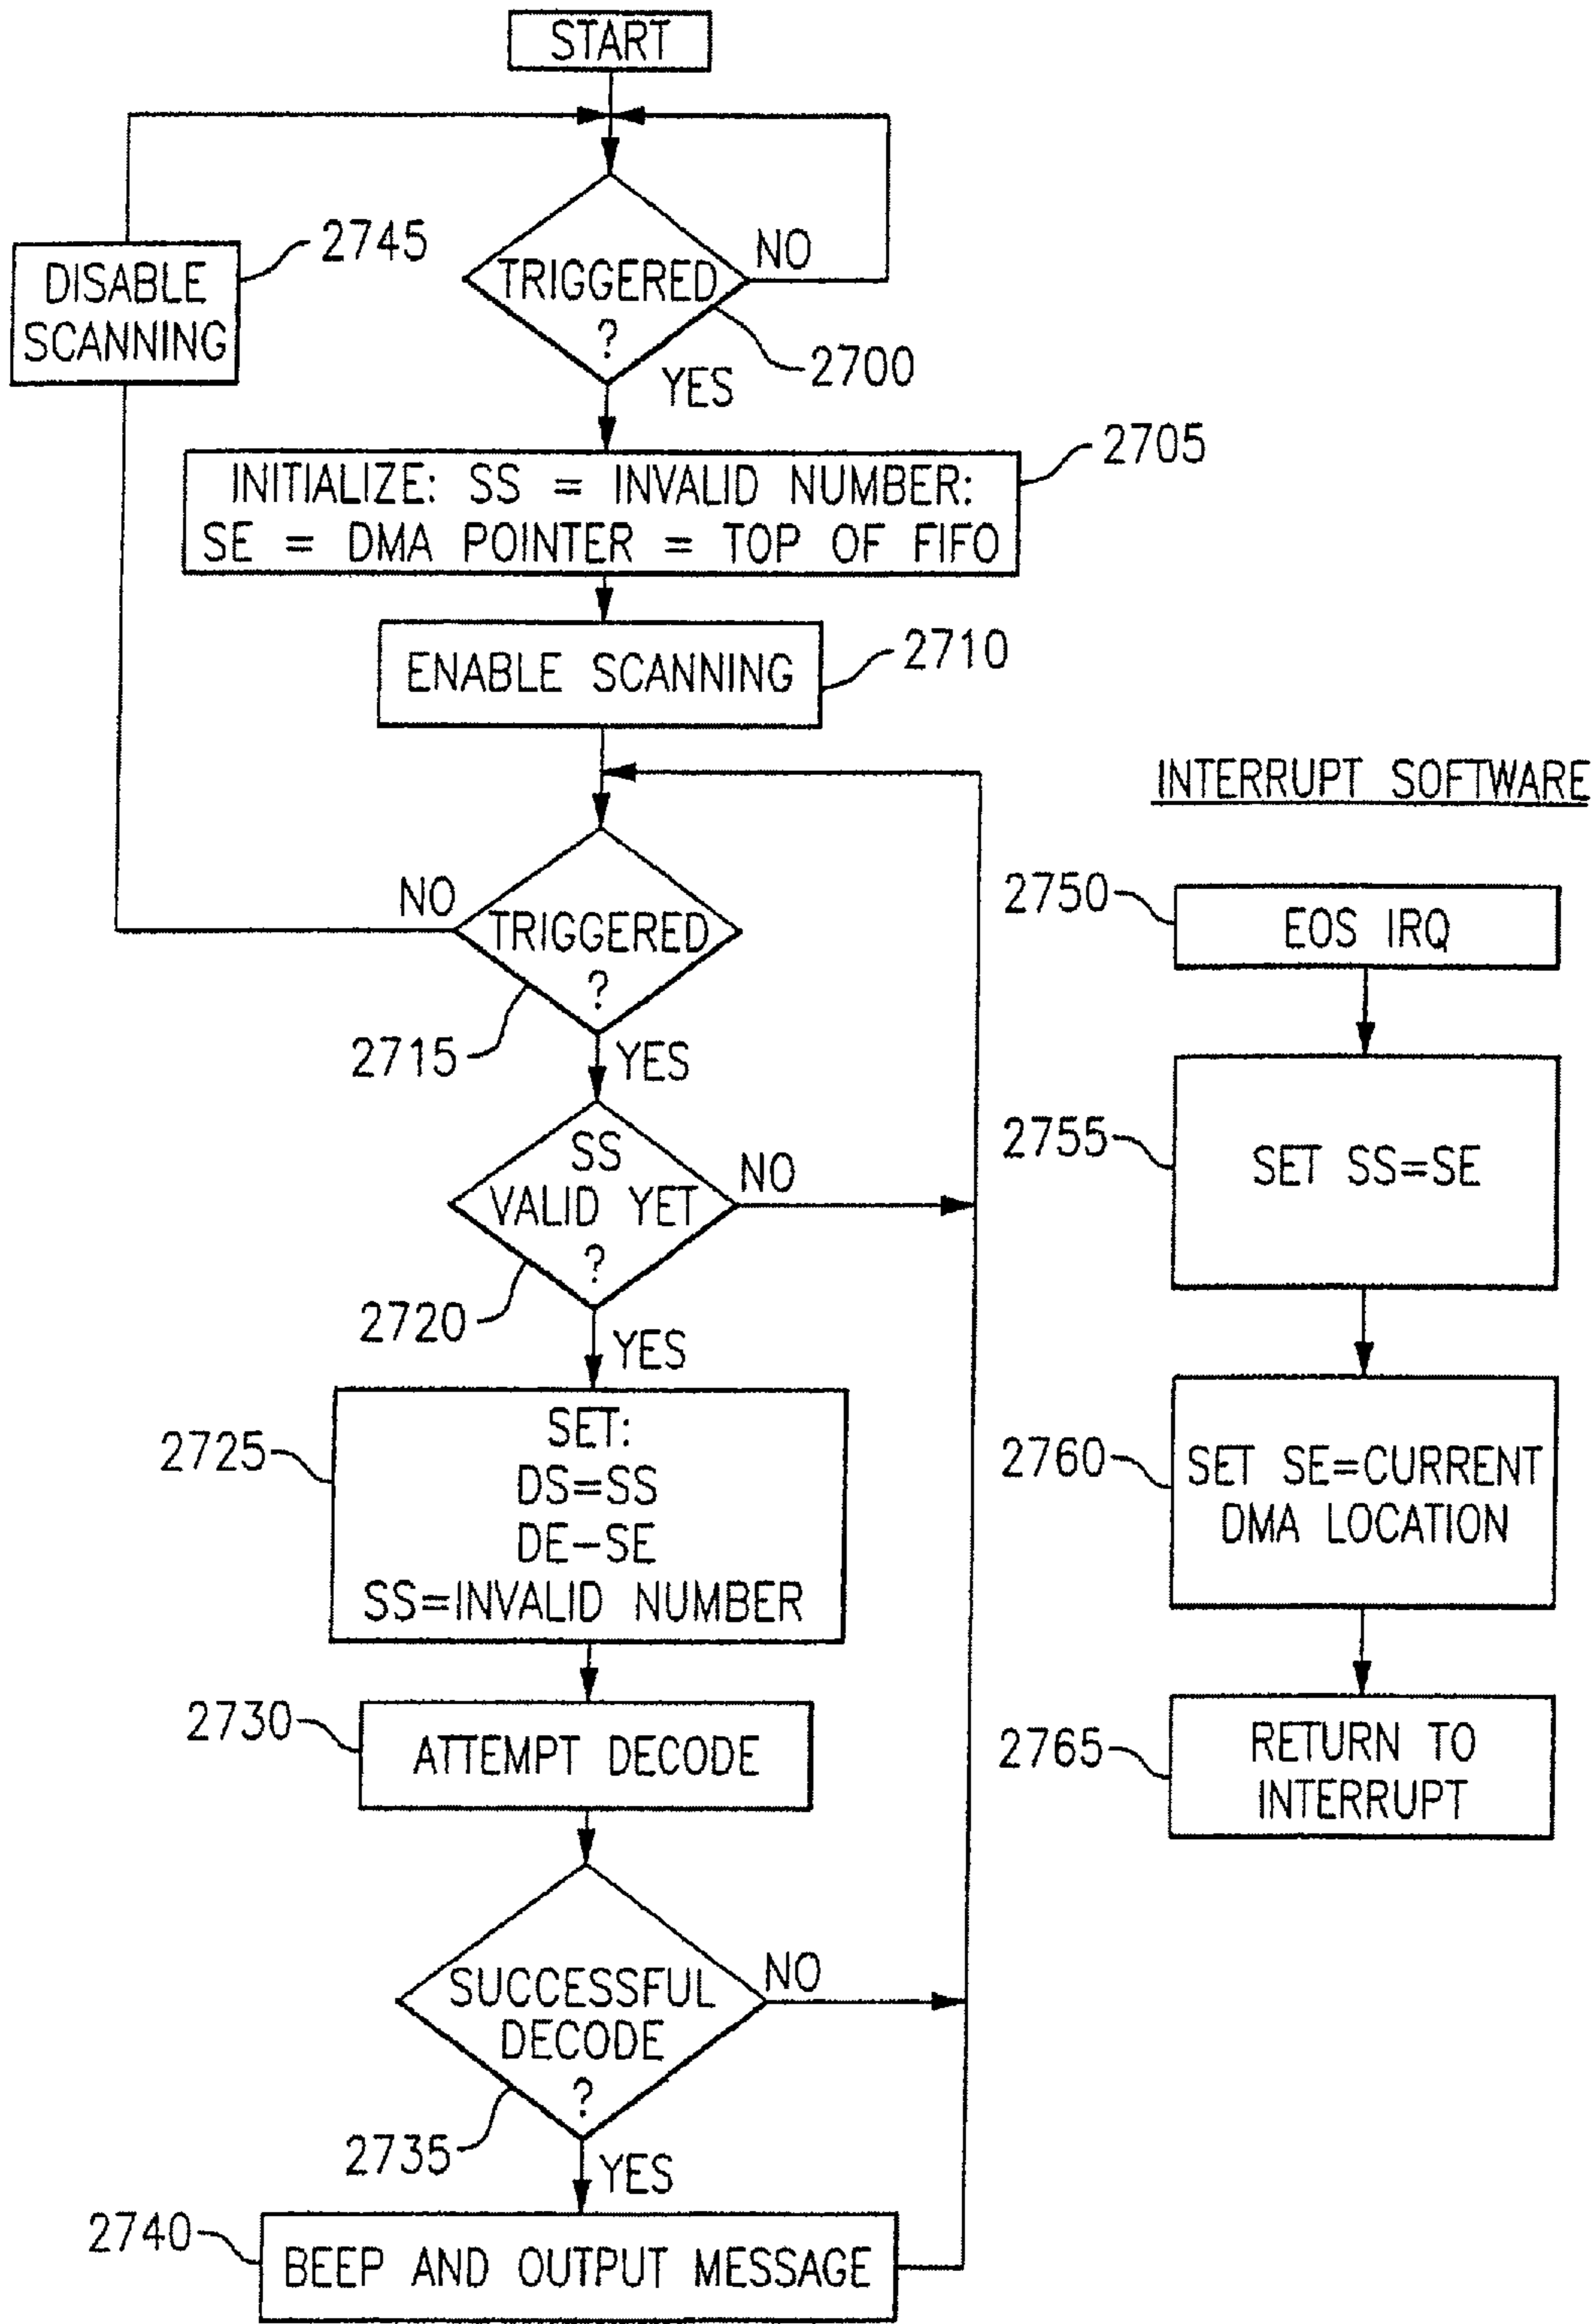 START
2745
DISABLE
SCANNING
TRIGGERED
?
NO
2700
YES
2705
INITIALIZE: SS = INVALID NUMBER:
SE = DMA POINTER = TOP OF FIFO
ENABLE SCANNING
2710
NO
TRIGGERED
?
2715
YES
SS
VALID YET
?
NO
2720
YES
2725
SET:
DS=SS
DE-SE
SS=INVALID NUMBER
2730
ATTEMPT DECODE
SUCCESSFUL
DECODE
?
NO
2735
YES
2740
BEEP AND OUTPUT MESSAGE
INTERRUPT SOFTWARE
2750
EOS IRQ
2755
SET SS=SE
2760
SET SE=CURRENT
DMA LOCATION
2765
RETURN TO
INTERRUPT